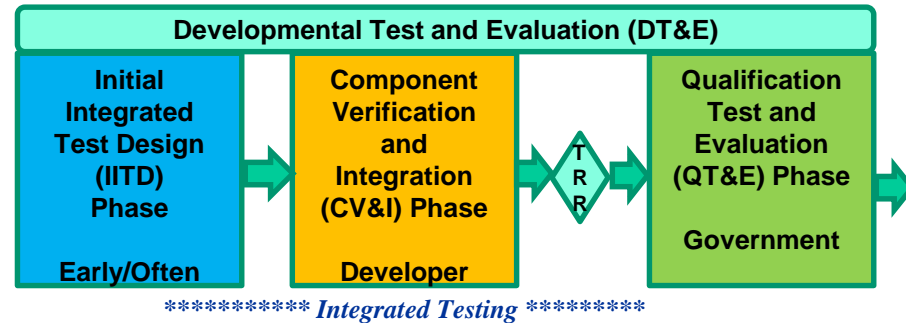 Developmental Test and Evaluation (DT&E)
Initial
Integrated
Test Design
(IITD)
Phase
Early/Often
Component
Verification
and
Integration
(CV&I) Phase
Developer
T
R
R
Qualification
Test and
Evaluation
(QT&E) Phase
Government
*********** Integrated Testing *********